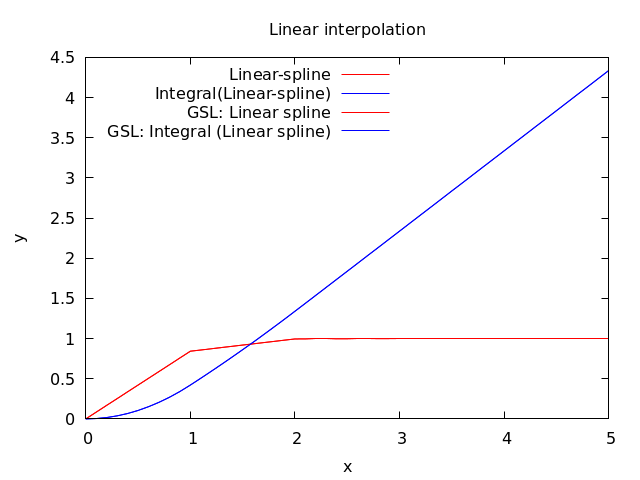 Linear interpolation
4.5
4
3.5
3
2.5
2
1.5
1
0.5
0
y
Linear-spline
Integral(Linear-spline)
GSL: Linear spline
GSL: Integral (Linear spline)
0 1 2 3 4 5
x